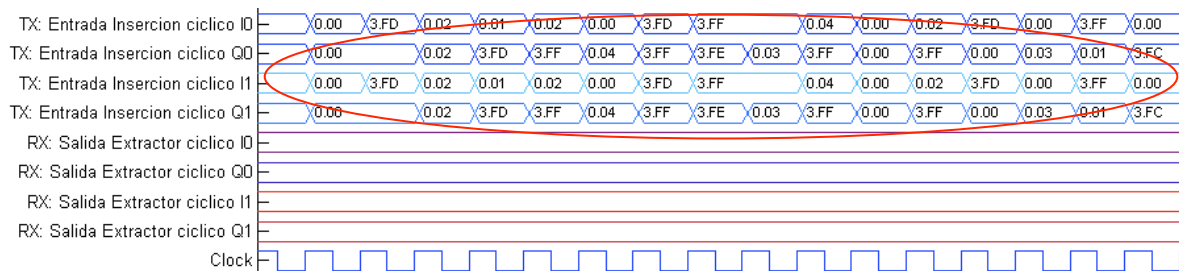 TX: Entrada Insercion ciclico I0 0.00 3.FD 0.02 0.01 0.02 0.00 3.FD 3.FF 0.04 0.00 0.02 3.FD 0.00 3.FF 0.00
TX: Entrada Insercion ciclico Q0 0.00 0.02 3.FD 3.FF 0.04 3.FF 3.FE 0.03 3.FF 0.00 3.FF 0.00 0.03 0.01 3.FC
TX: Entrada Insercion ciclico I1 0.00 3.FD 0.02 0.01 0.02 0.00 3.FD 3.FF 0.04 0.00 0.02 3.FD 0.00 3.FF 0.00
TX: Entrada Insercion ciclico Q1 0.00 0.02 3.FD 3.FF 0.04 3.FF 3.FE 0.03 3.FF 0.00 3.FF 0.00 0.03 0.01 3.FC
RX: Salida Extractor ciclico I0
RX: Salida Extractor ciclico Q0
RX: Salida Extractor ciclico I1
RX: Salida Extractor ciclico Q1
Clock